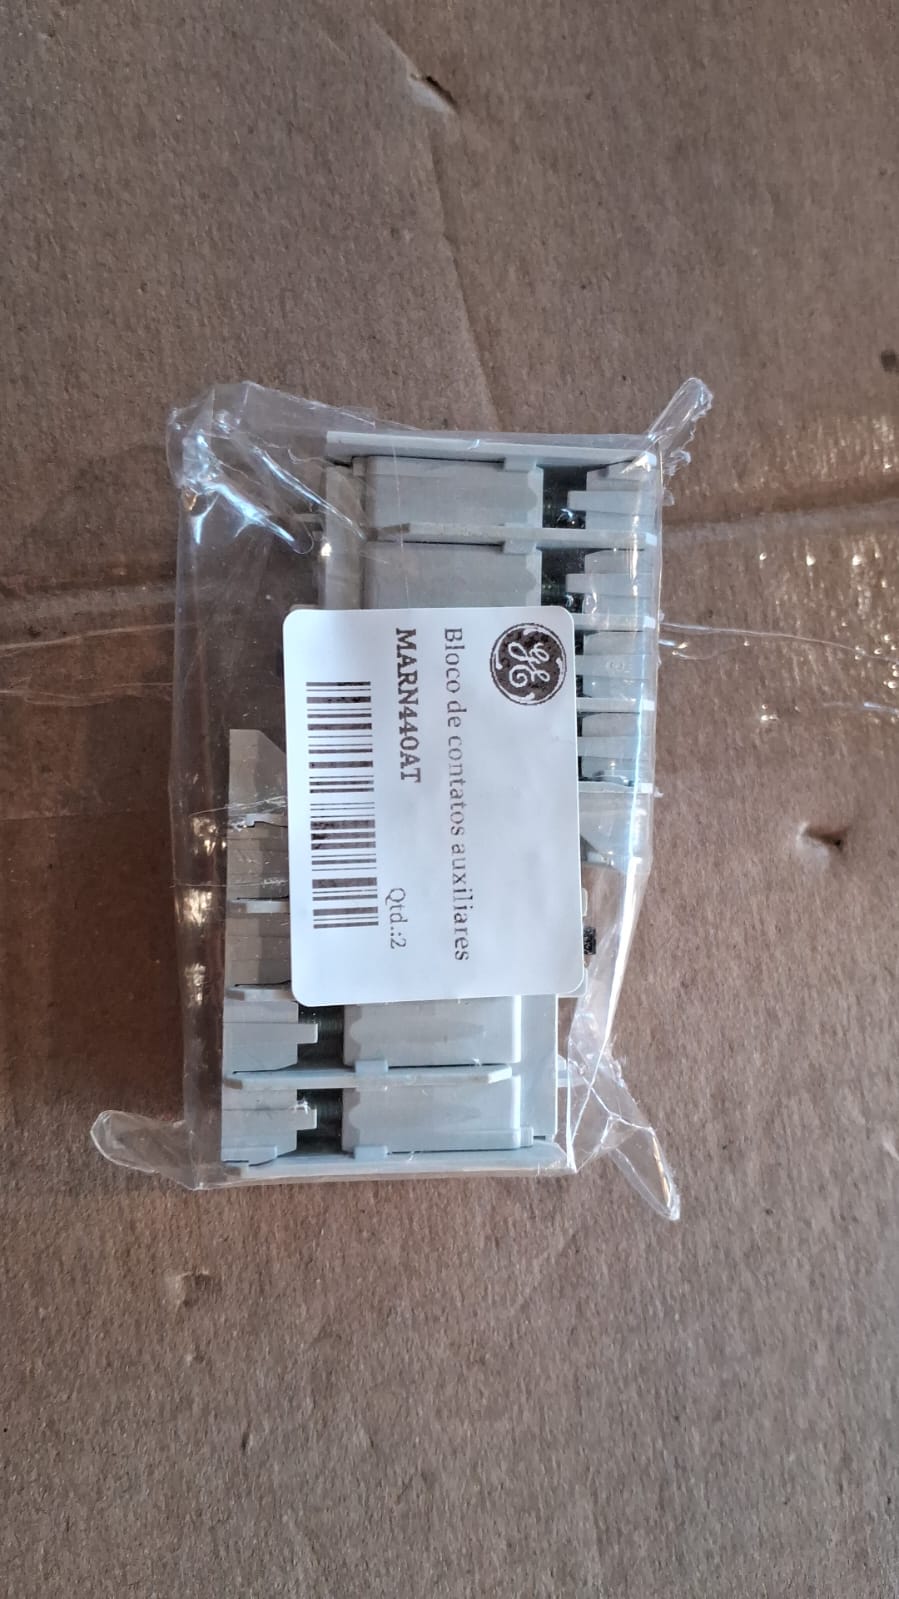 GE
Bloco de contatos auxiliares
MARN440AT
Qtd.:2